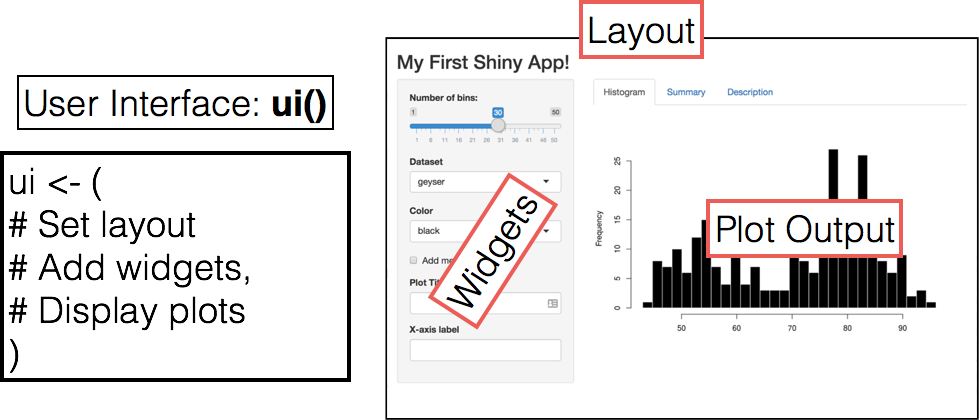 Layout
User Interface: ui()
ui <- (
# Set layout
# Add widgets,
# Display plots
)
My First Shiny App!
Number of bins:
1 30 50
1 6 11 16 21 26 31 36 41 46 50
Dataset
geyser
Color
black
Add me
Plot Ti
X-axis label
Widgets
Histogram Summary Description
Plot Output
Frequency
25
20
15
10
5
0
50 60 70 80 90